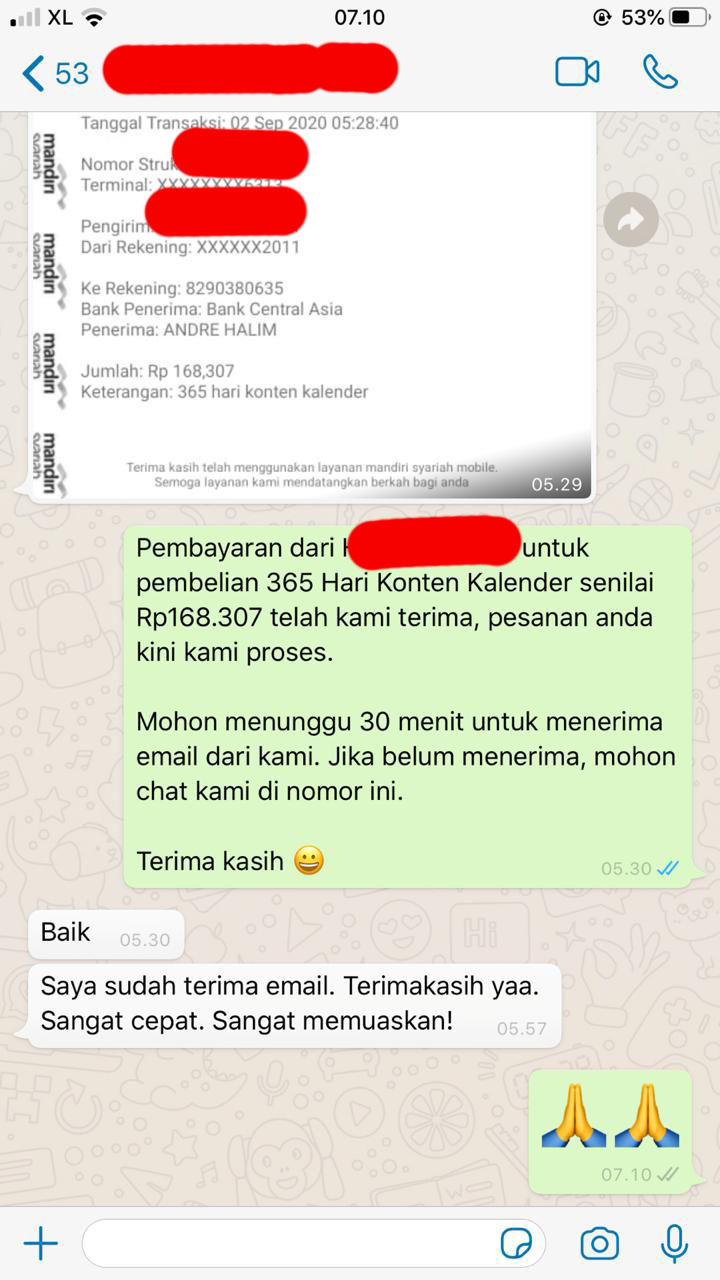 XL 07.10 53%
53
Tanggal Transaksi: 02 Sep 2020 05:28:40
Nomor Struk
Terminal: XXXXXXXX6313
Pengirim
Dari Rekening: XXXXXX2011
Ke Rekening: 8290380635
Bank Penerima: Bank Central Asia
Penerima: ANDRE HALIM
Jumlah: Rp 168,307
Keterangan: 365 hari konten kalender
mandiri
syariah
mandiri
syariah
mandiri
syariah
mandiri
syariah
Terima kasih telah menggunakan layanan mandiri syariah mobile.
Semoga layanan kami mendatangkan berkah bagi anda
05.29
Pembayaran dari untuk
pembelian 365 Hari Konten Kalender senilai
Rp168.307 telah kami terima, pesanan anda
kini kami proses.
Mohon menunggu 30 menit untuk menerima
email dari kami. Jika belum menerima, mohon
chat kami di nomor ini.
Terima kasih 😀
05.30
Baik 05.30
Saya sudah terima email. Terimakasih yaa.
Sangat cepat. Sangat memuaskan! 05.57
🙏🙏
07.10